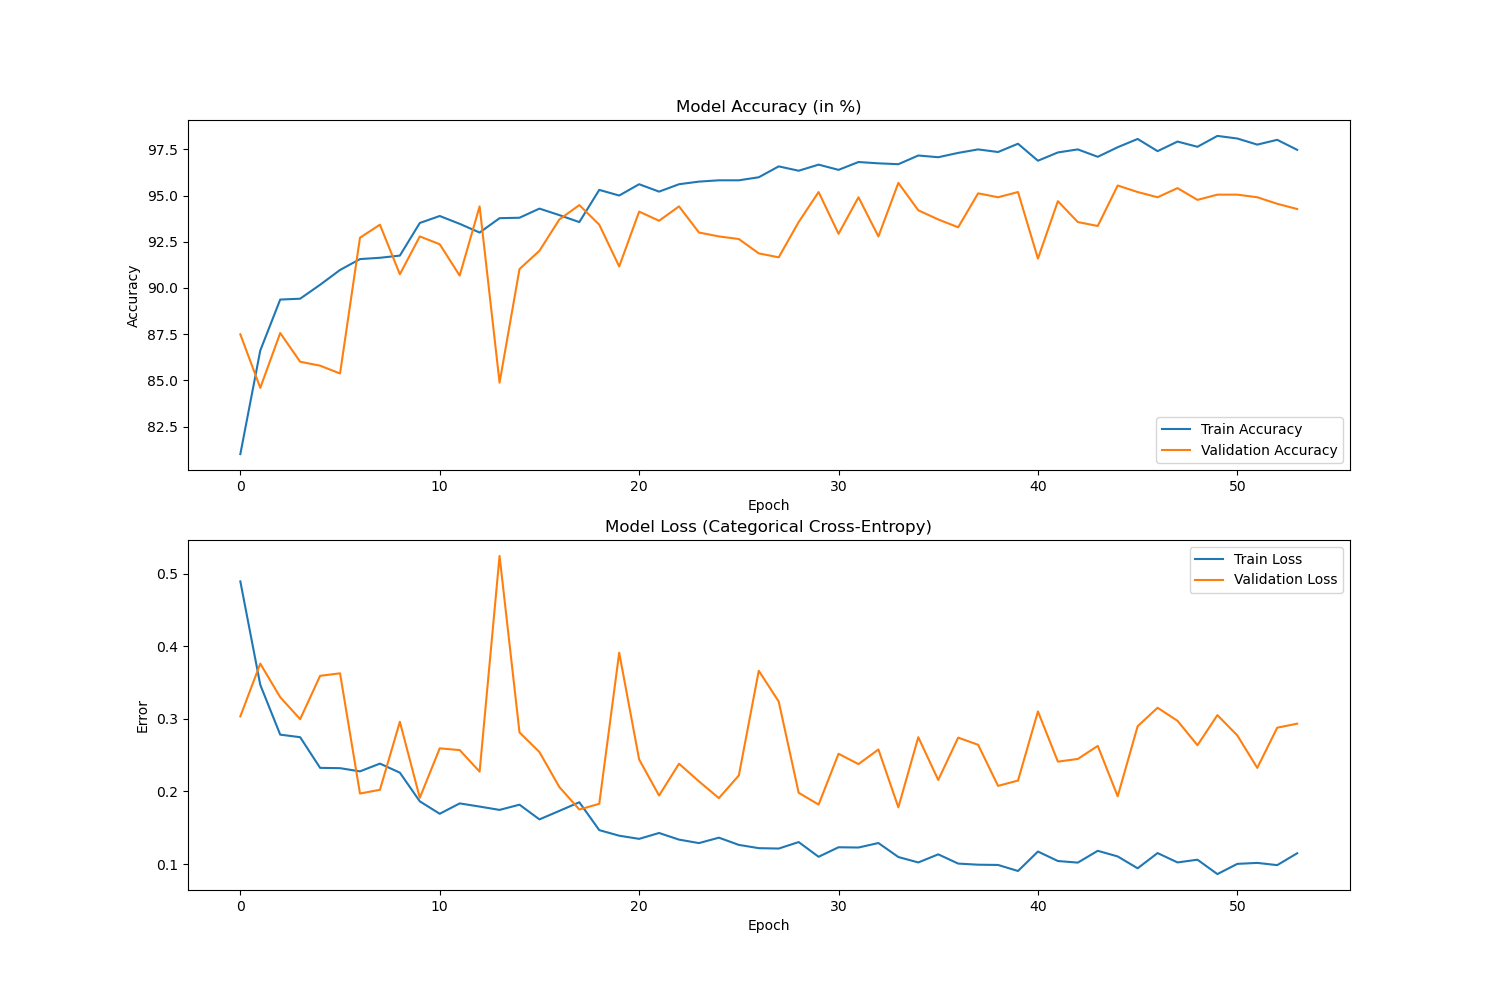 Model Accuracy (in %)
97.5
95.0
92.5
90.0
87.5
85.0
82.5
Accuracy
Train Accuracy
Validation Accuracy
0 10 20 30 40 50
Epoch
Model Loss (Categorical Cross-Entropy)
0.5
0.4
0.3
0.2
0.1
Error
Train Loss
Validation Loss
0 10 20 30 40 50
Epoch